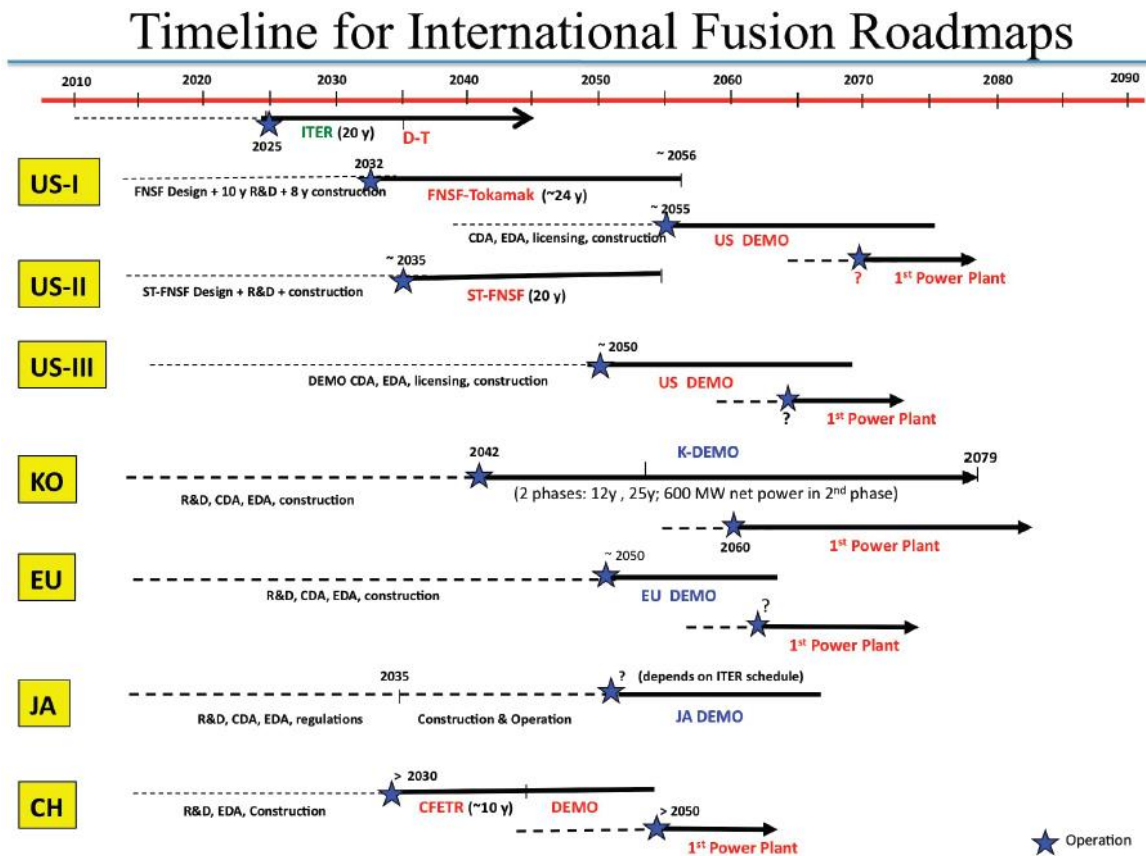 Timeline for International Fusion Roadmaps
2010 2020 2030 2040 2050 2060 2070 2080 2090
ITER (20 y) D-T
2025
US-I
2032
~ 2056
FNSF Design + 10 y R&D + 8 y construction
FNSF-Tokamak (~24 y)
~ 2055
CDA, EDA, licensing, construction
US DEMO
?
1st Power Plant
US-II
~ 2035
ST-FNSF Design + R&D + construction
ST-FNSF (20 y)
US-III
~ 2050
DEMO CDA, EDA, licensing, construction
US DEMO
?
1st Power Plant
KO
2042
K-DEMO
2079
R&D, CDA, EDA, construction
(2 phases: 12y , 25y; 600 MW net power in 2nd phase)
2060
1st Power Plant
EU
~ 2050
R&D, CDA, EDA, construction
EU DEMO
?
1st Power Plant
JA
2035
? (depends on ITER schedule)
R&D, CDA, EDA, regulations
Construction & Operation
JA DEMO
CH
> 2030
R&D, EDA, Construction
CFETR (~10 y)
DEMO
> 2050
1st Power Plant
Operation